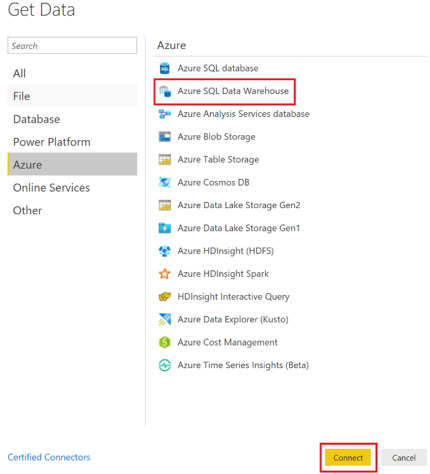 Get Data
Search
All
File
Database
Power Platform
Azure
Online Services
Other
Azure
Azure SQL database
Azure SQL Data Warehouse
Azure Analysis Services database
Azure Blob Storage
Azure Table Storage
Azure Cosmos DB
Azure Data Lake Storage Gen2
Azure Data Lake Storage Gen1
Azure HDInsight (HDFS)
Azure HDInsight Spark
HDInsight Interactive Query
Azure Data Explorer (Kusto)
Azure Cost Management
Azure Time Series Insights (Beta)
Certified Connectors
Connect
Cancel